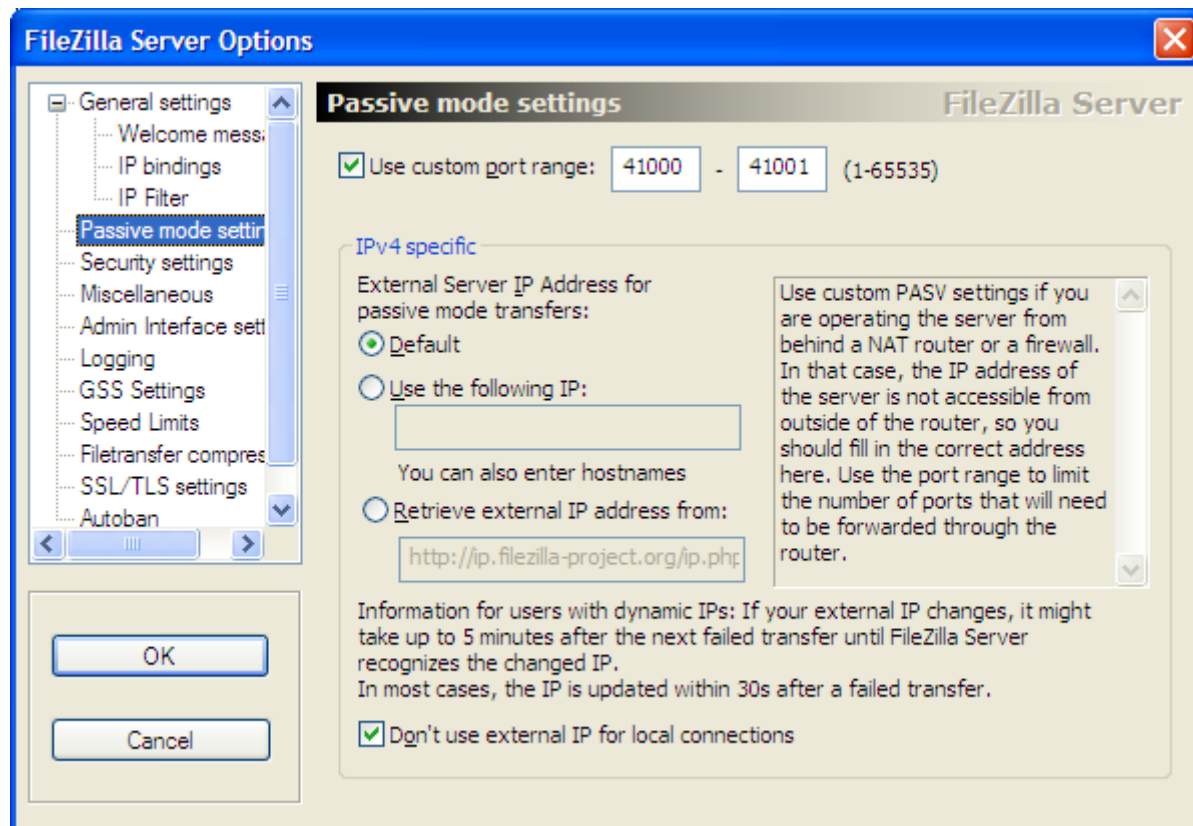 FileZilla Server Options
General settings
Welcome messa
IP bindings
IP Filter
Passive mode settin
Security settings
Miscellaneous
Admin Interface sett
Logging
GSS Settings
Speed Limits
Filetransfer compres
SSL/TLS settings
Autoban
OK
Cancel
Passive mode settings
FileZilla Server
Use custom port range: 41000 - 41001 (1-65535)
IPv4 specific
External Server IP Address for
passive mode transfers:
Default
Use the following IP:
You can also enter hostnames
Retrieve external IP address from:
http://ip.filezilla-project.org/ip.php
Use custom PASV settings if you
are operating the server from
behind a NAT router or a firewall.
In that case, the IP address of
the server is not accessible from
outside of the router, so you
should fill in the correct address
here. Use the port range to limit
the number of ports that will need
to be forwarded through the
router.
Information for users with dynamic IPs: If your external IP changes, it might
take up to 5 minutes after the next failed transfer until FileZilla Server
recognizes the changed IP.
In most cases, the IP is updated within 30s after a failed transfer.
Don't use external IP for local connections